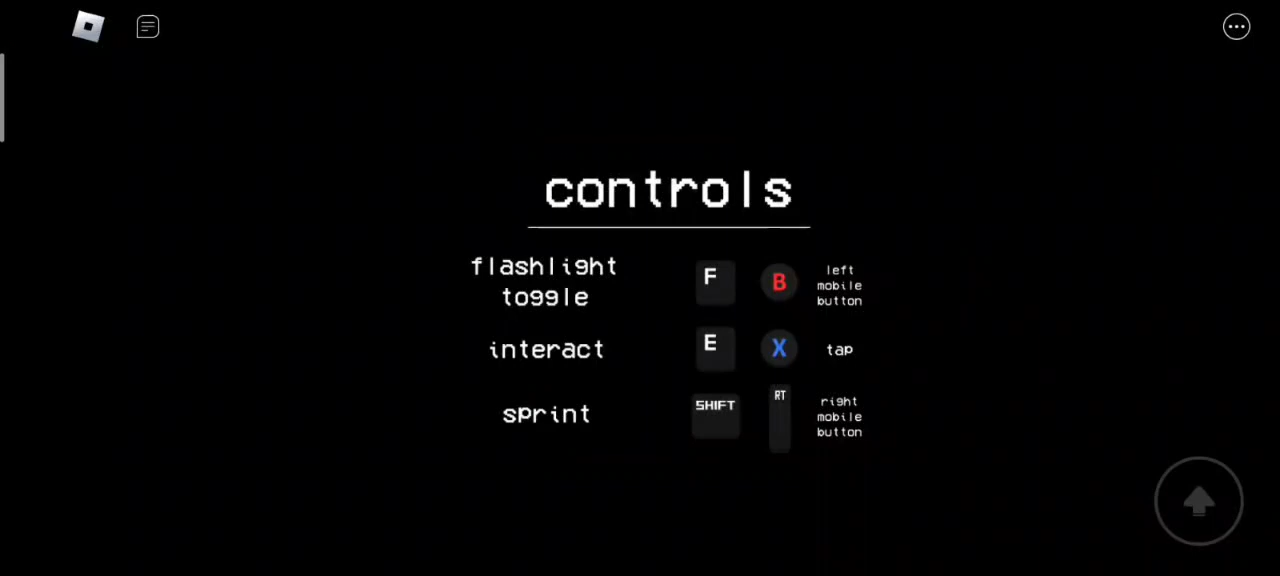 controls
flashlight
toggle
F
B
left
mobile
button
interact
E
X
tap
sprint
SHIFT
RT
right
mobile
button